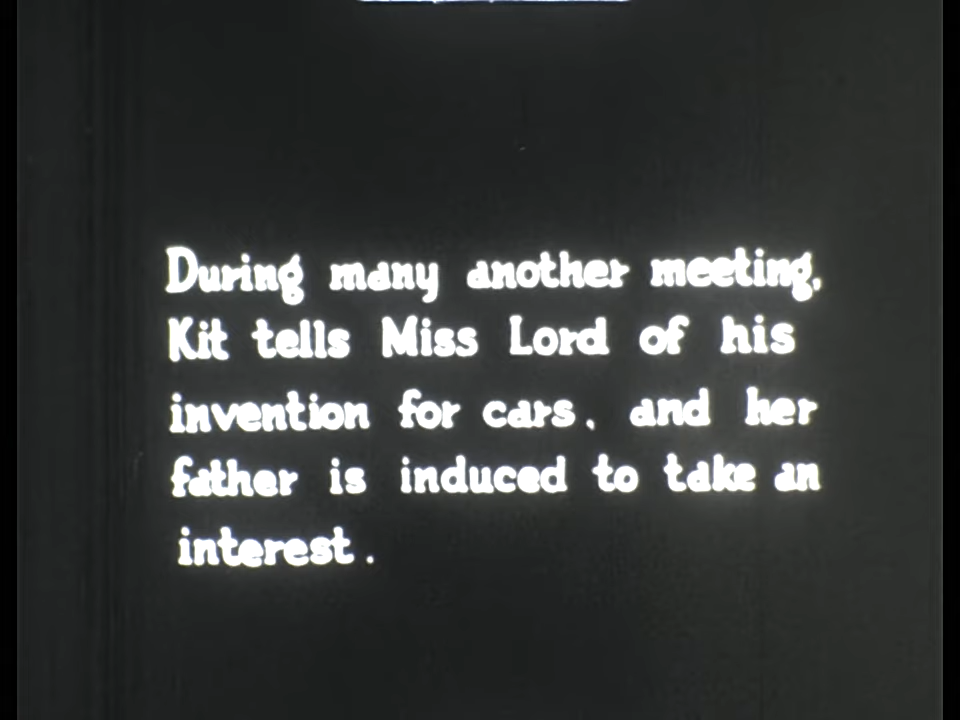 During many another meeting,
Kit tells Miss Lord of his
invention for cars, and her
father is induced to take an
interest.